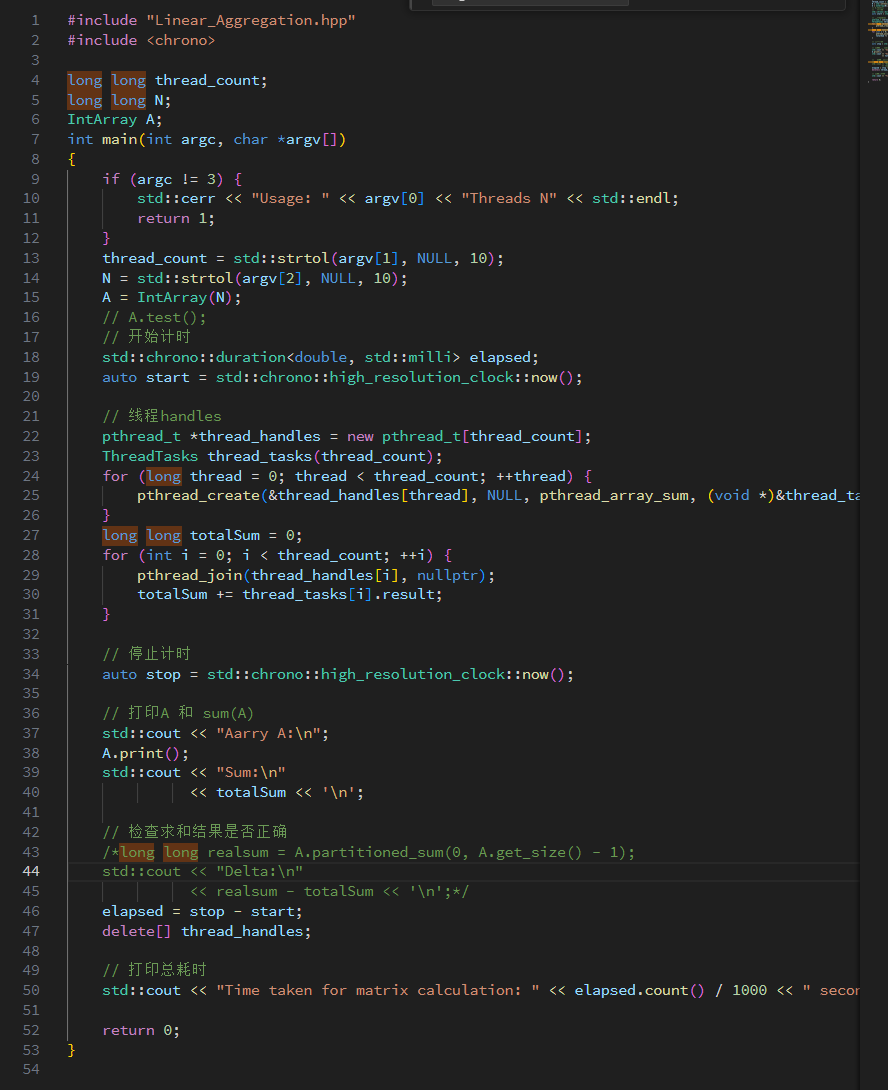 1 #include "Linear_Aggregation.hpp"
2 #include <chrono>
3
4 long long thread_count;
5 long long N;
6 IntArray A;
7 int main(int argc, char *argv[])
8 {
9     if (argc != 3) {
10         std::cerr << "Usage: " << argv[0] << "Threads N" << std::endl;
11         return 1;
12     }
13     thread_count = std::strtol(argv[1], NULL, 10);
14     N = std::strtol(argv[2], NULL, 10);
15     A = IntArray(N);
16     // A.test();
17     // 开始计时
18     std::chrono::duration<double, std::milli> elapsed;
19     auto start = std::chrono::high_resolution_clock::now();
20
21     // 线程handles
22     pthread_t *thread_handles = new pthread_t[thread_count];
23     ThreadTasks thread_tasks(thread_count);
24     for (long thread = 0; thread < thread_count; ++thread) {
25         pthread_create(&thread_handles[thread], NULL, pthread_array_sum, (void *)&thread_ta
26     }
27     long long totalSum = 0;
28     for (int i = 0; i < thread_count; ++i) {
29         pthread_join(thread_handles[i], nullptr);
30         totalSum += thread_tasks[i].result;
31     }
32
33     // 停止计时
34     auto stop = std::chrono::high_resolution_clock::now();
35
36     // 打印A 和 sum(A)
37     std::cout << "Aarry A:\n";
38     A.print();
39     std::cout << "Sum:\n"
40               << totalSum << '\n';
41
42     // 检查求和结果是否正确
43     /*long long realsum = A.partitioned_sum(0, A.get_size() - 1);
44     std::cout << "Delta:\n"
45               << realsum - totalSum << '\n';*/
46     elapsed = stop - start;
47     delete[] thread_handles;
48
49     // 打印总耗时
50     std::cout << "Time taken for matrix calculation: " << elapsed.count() / 1000 << " secon
51
52     return 0;
53 }
54